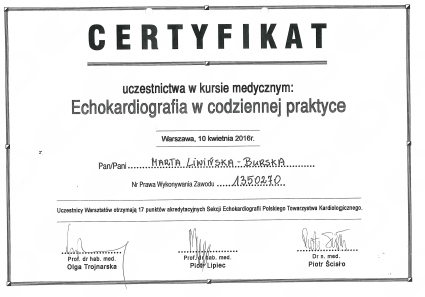 CERTYFIKAT
uczestnictwa w kursie medycznym:
Echokardiografia w codziennej praktyce
Warszawa, 10 kwietnia 2016r.
Pan/Pani MARTA LIWIŃSKA-BURSKA
Nr Prawa Wykonywania Zawodu 1350270
Uczestnicy Warsztatów otrzymają 17 punktów akredytacyjnych Sekcji Echokardiografii Polskiego Towarzystwa Kardiologicznego.
Prof. dr hab. med. Prof. dr hab. med. Dr n. med.
Olga Trojnarska Piotr Lipiec Piotr Ścisło